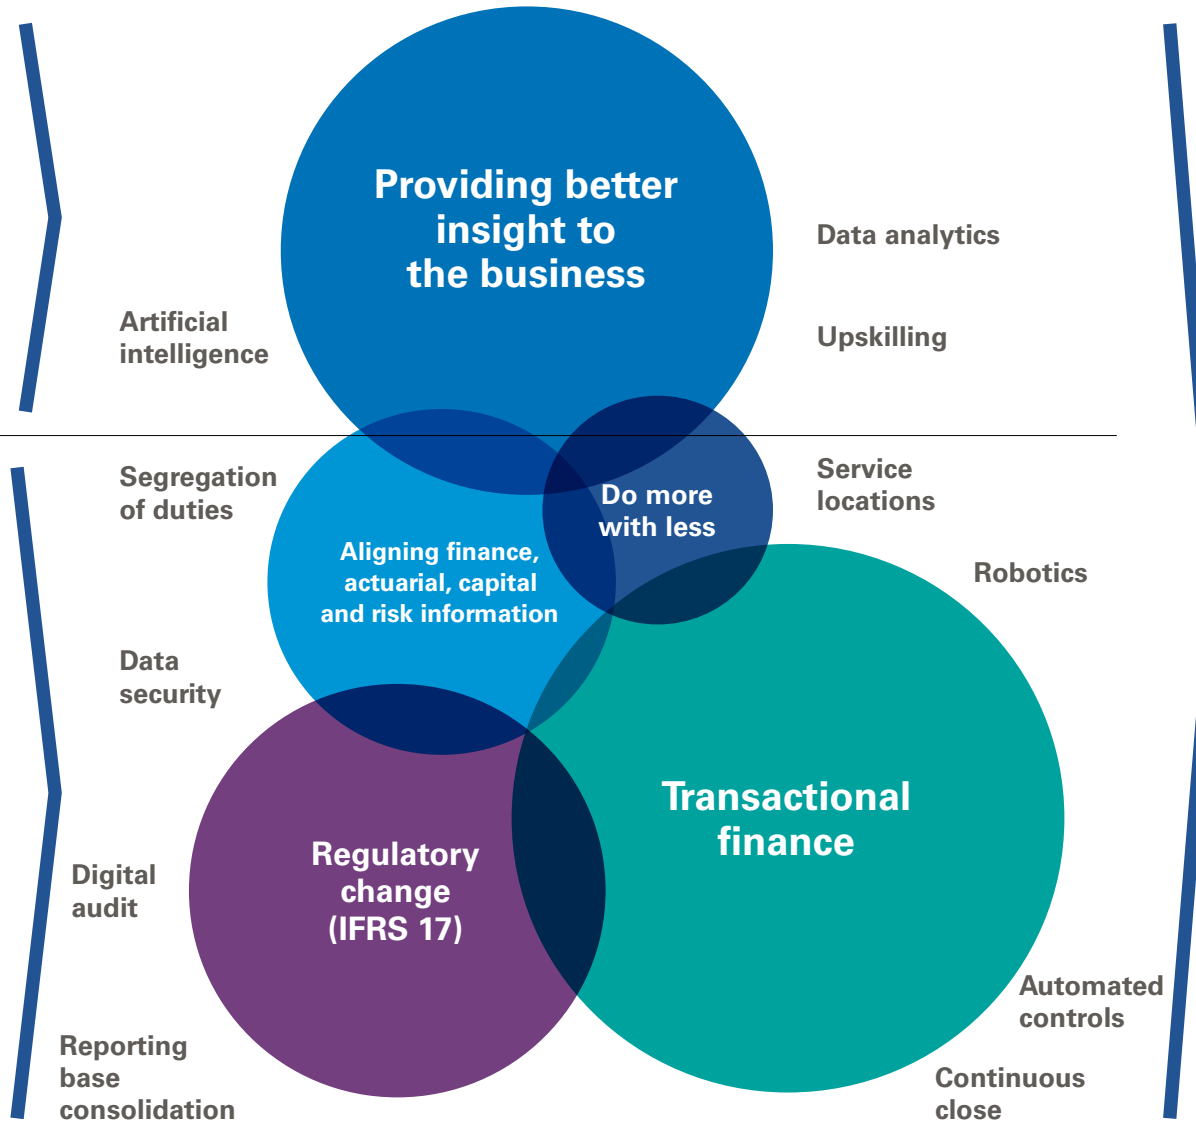 Providing better
insight to
the business
Data analytics
Artificial
intelligence
Upskilling
Segregation
of duties
Service
locations
Do more
with less
Aligning finance,
actuarial, capital
and risk information
Robotics
Data
security
Transactional
finance
Regulatory
change
(IFRS 17)
Digital
audit
Automated
controls
Reporting
base
consolidation
Continuous
close